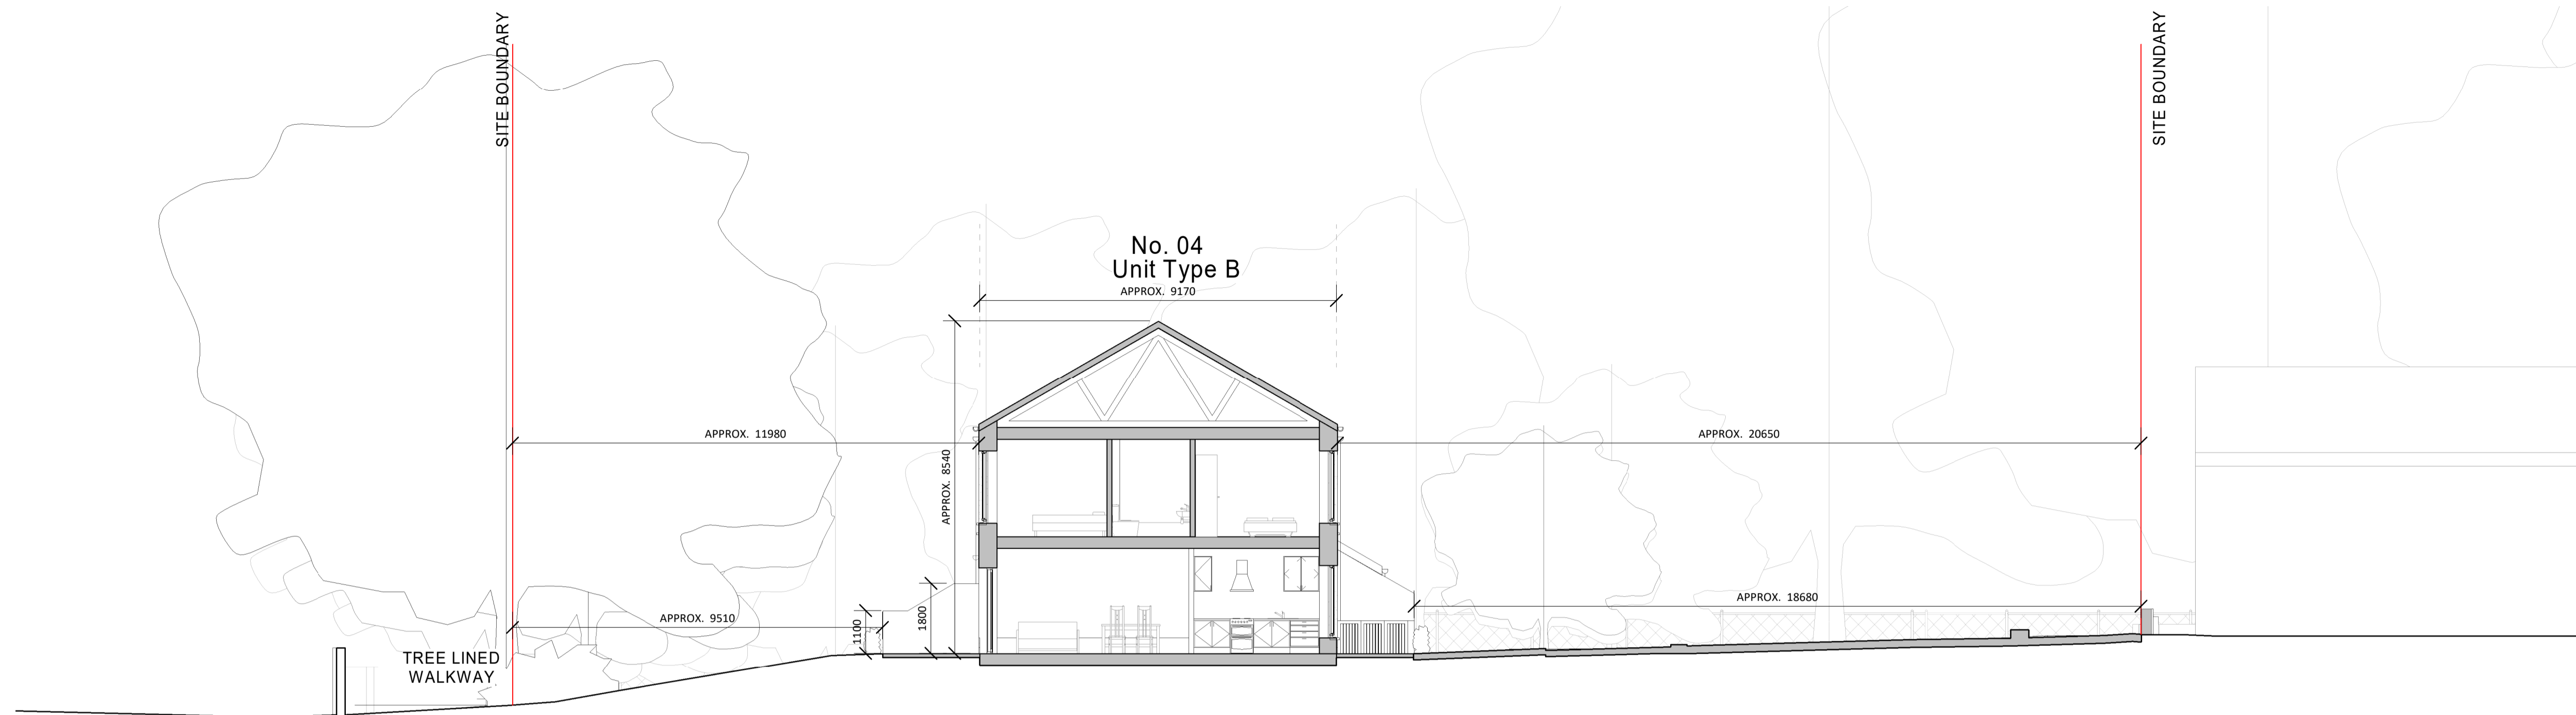 SITE BOUNDARY
SITE BOUNDARY
No. 04
Unit Type B
APPROX. 9170
APPROX. 11980
APPROX. 8540
APPROX. 20650
APPROX. 9510
1100
1800
APPROX. 18680
TREE LINED
WALKWAY